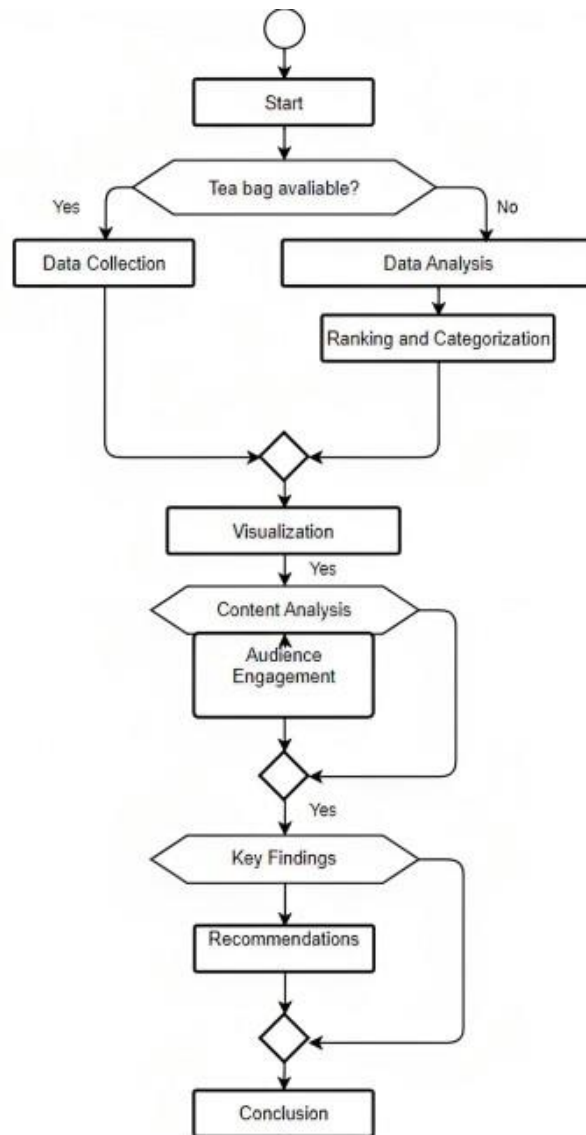 Start
Tea bag avaliable?
Yes
No
Data Collection
Data Analysis
Ranking and Categorization
Visualization
Yes
Content Analysis
Audience
Engagement
Yes
Key Findings
Recommendations
Conclusion